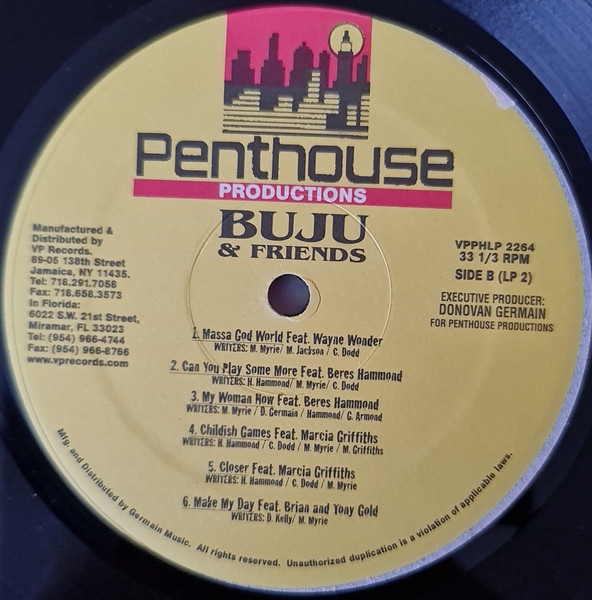 Penthouse
PRODUCTIONS
BUJU
& FRIENDS
Manufactured &
Distributed by
VP Records.
89-05 138th Street
Jamaica, NY 11435.
Tel: 718.291.7058
Fax: 718.658.3573
In Florida:
6022 S.W. 21st Street,
Miramar, FL 33023
Tel: (954) 966-4744
Fax: (954) 966-8766
www.vprecords.com
VPPHLP 2264
33 1/3 RPM
SIDE B (LP 2)
EXECUTIVE PRODUCER:
DONOVAN GERMAIN
FOR PENTHOUSE PRODUCTIONS
1. Massa God World Feat. Wayne Wonder
WRITERS: M. Myrie/ M. Jackson / C. Dodd
2. Can You Play Some More Feat. Beres Hammond
WRITERS: H. Hammond/ M. Myrie/ C. Dodd
3. My Woman Now Feat. Beres Hammond
WRITERS: M. Myrie / D. Germain / Hammond/ G. Armond
4. Childish Games Feat. Marcia Griffiths
WRITERS: H. Hammond / C. Dodd / M. Myrie / M. Griffiths
5. Closer Feat. Marcia Griffiths
WRITERS: H. Hammond / C. Dodd / M. Myrie
6. Make My Day Feat. Brian and Tony Gold
WRITERS: D. Kelly/ M. Myrie
Mfg. and Distributed by Germain Music. All rights reserved. Unauthorized duplication is a violation of applicable laws.